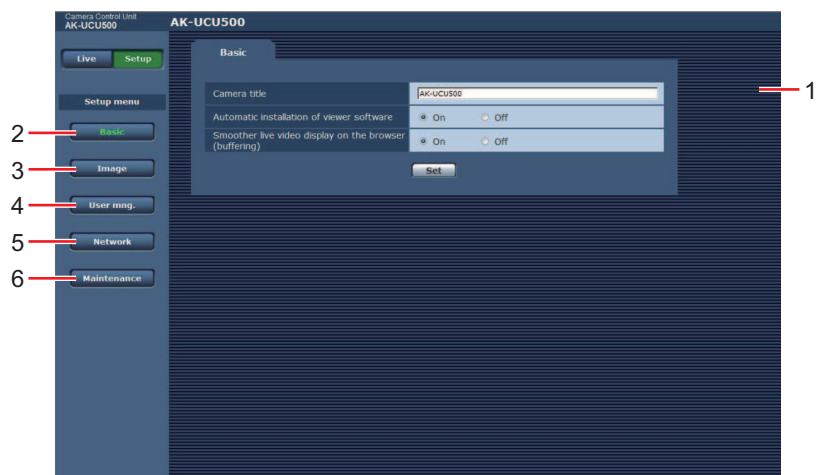 Camera Control Unit
AK-UCU500
AK-UCU500
Live Setup
Basic
Setup menu
Camera title AK-UCU500
1
Automatic installation of viewer software On Off
2
Basic
Smoother live video display on the browser
(buffering) On Off
3
Image
Set
4
User mng.
5
Network
6
Maintenance